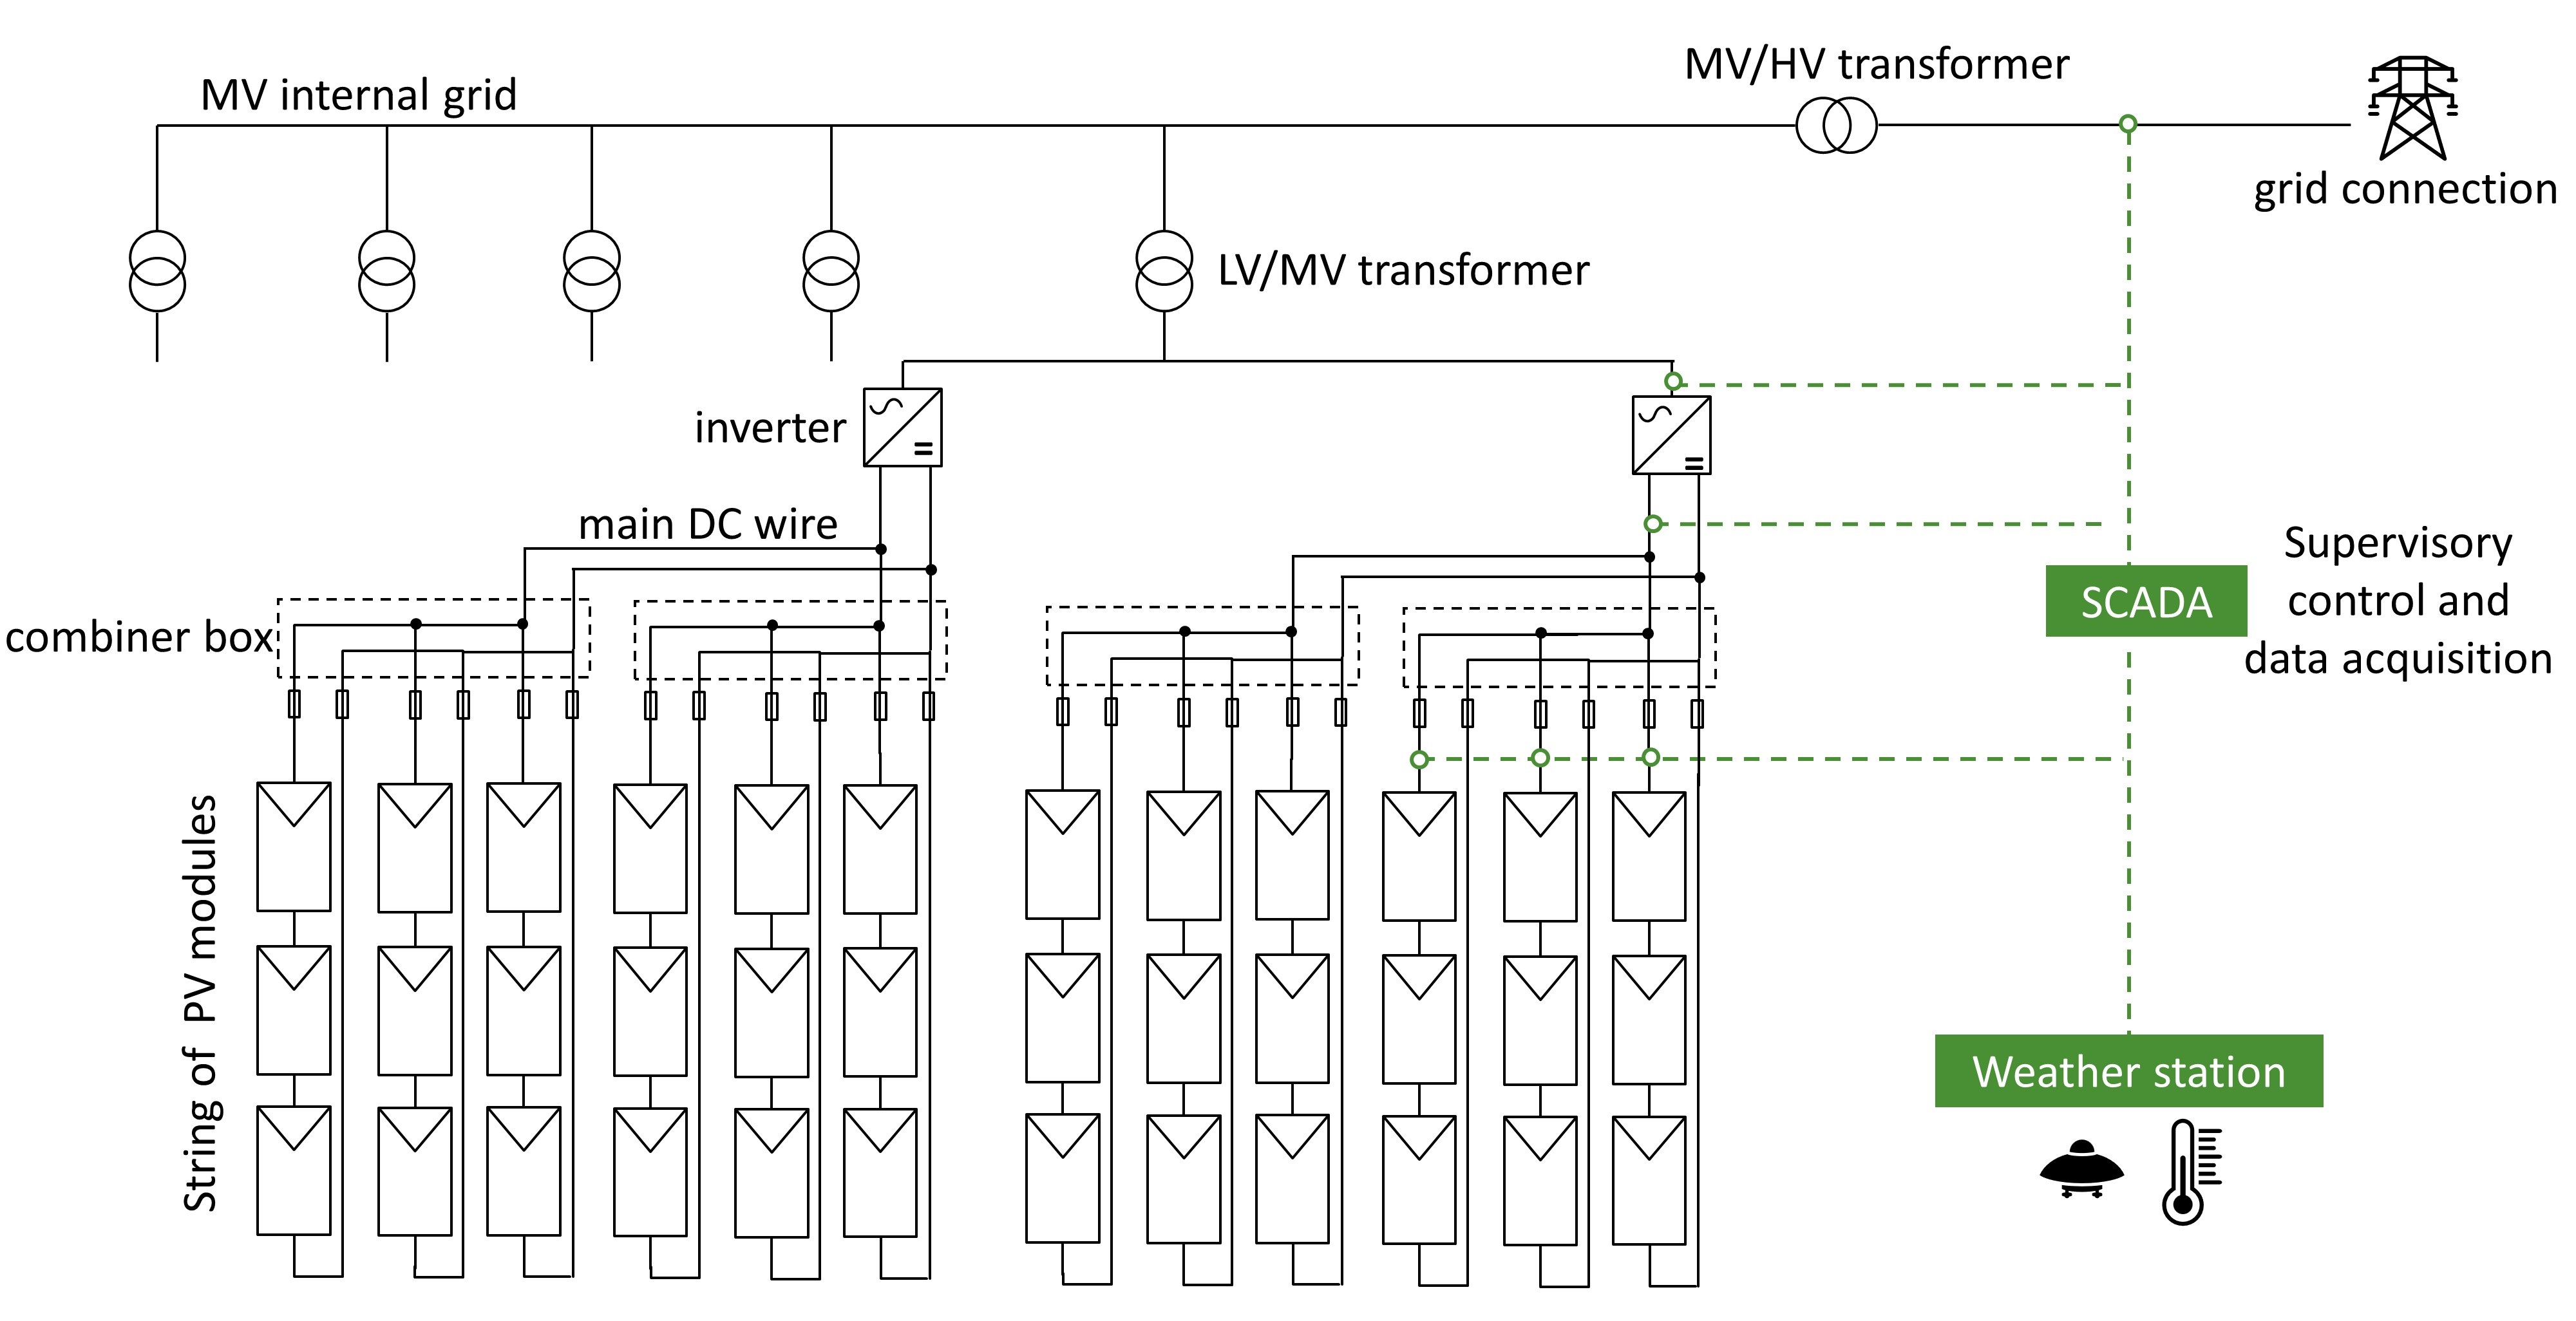 MV/HV transformer
MV internal grid
grid connection
LV/MV transformer
inverter
main DC wire
Supervisory
control and
data acquisition
SCADA
combiner box
String of  PV modules
Weather station